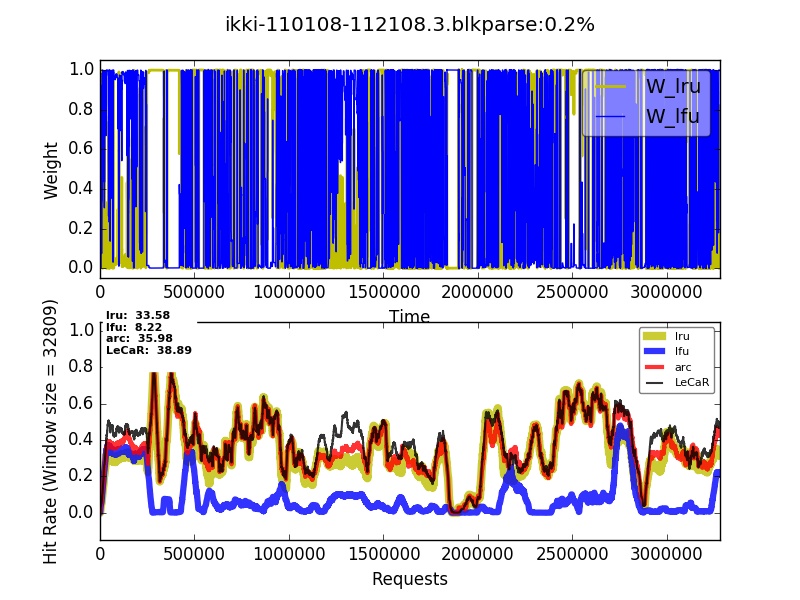 ikki-110108-112108.3.blkparse:0.2%
Weight
1.0
0.8
0.6
0.4
0.2
0.0
W_lru
W_lfu
0 500000 1000000 1500000 2000000 2500000 3000000
Time
Hit Rate (Window size = 32809)
lru: 33.58
lfu: 8.22
arc: 35.98
LeCaR: 38.89
1.0
0.8
0.6
0.4
0.2
0.0
lru
lfu
arc
LeCaR
0 500000 1000000 1500000 2000000 2500000 3000000
Requests